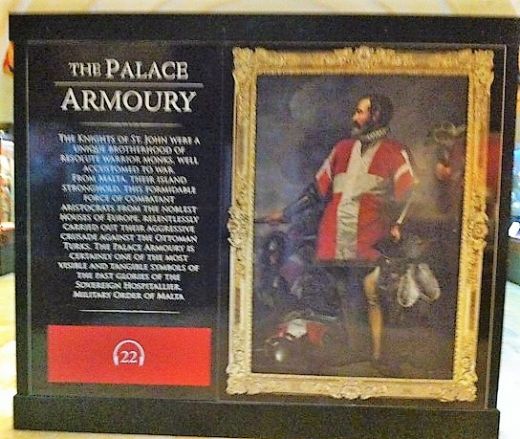 THE PALACE
ARMOURY
THE KNIGHTS OF ST. JOHN WERE A
UNIQUE BROTHERHOOD OF
RESOLUTE WARRIOR MONKS, WELL
ACCUSTOMED TO WAR.
FROM MALTA, THEIR ISLAND
STRONGHOLD, THIS FORMIDABLE
FORCE OF COMBATANT
ARISTOCRATS FROM THE NOBLEST
HOUSES OF EUROPE, RELENTLESSLY
CARRIED OUT THEIR AGGRESSIVE
CRUSADE AGAINST THE OTTOMAN
TURKS. THE PALACE ARMOURY IS
CERTAINLY ONE OF THE MOST
VISIBLE AND TANGIBLE SYMBOLS OF
THE PAST GLORIES OF THE
SOVEREIGN HOSPITALLIER,
MILITARY ORDER OF MALTA
22